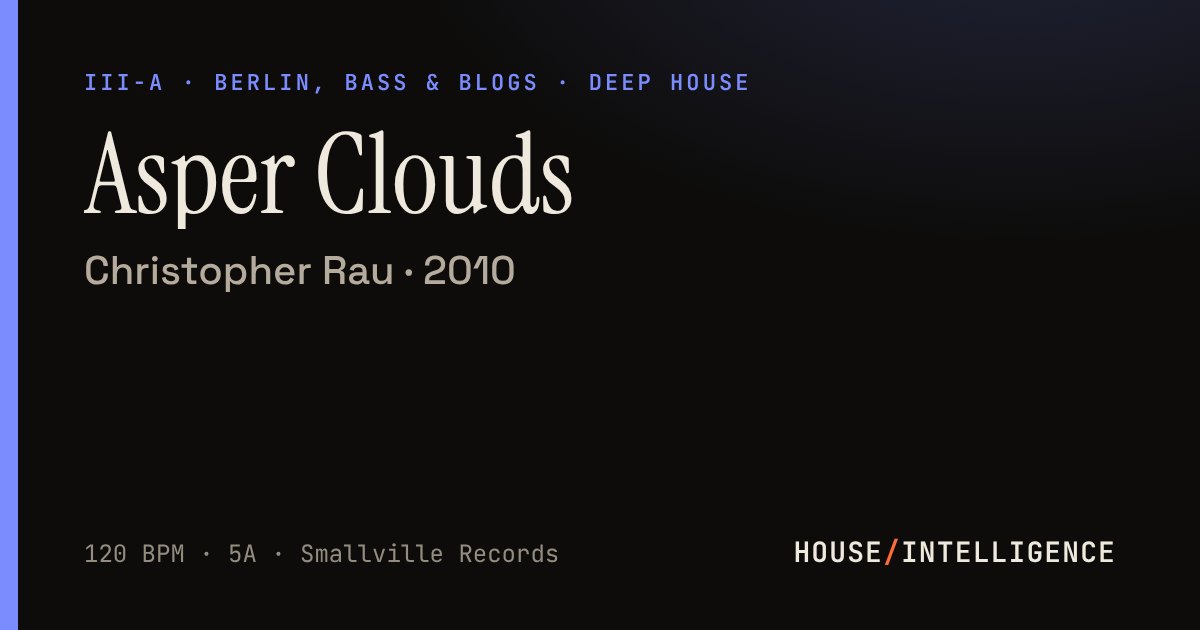 III-A · BERLIN, BASS & BLOGS · DEEP HOUSE
Asper Clouds
Christopher Rau · 2010
120 BPM · 5A · Smallville Records
HOUSE/INTELLIGENCE